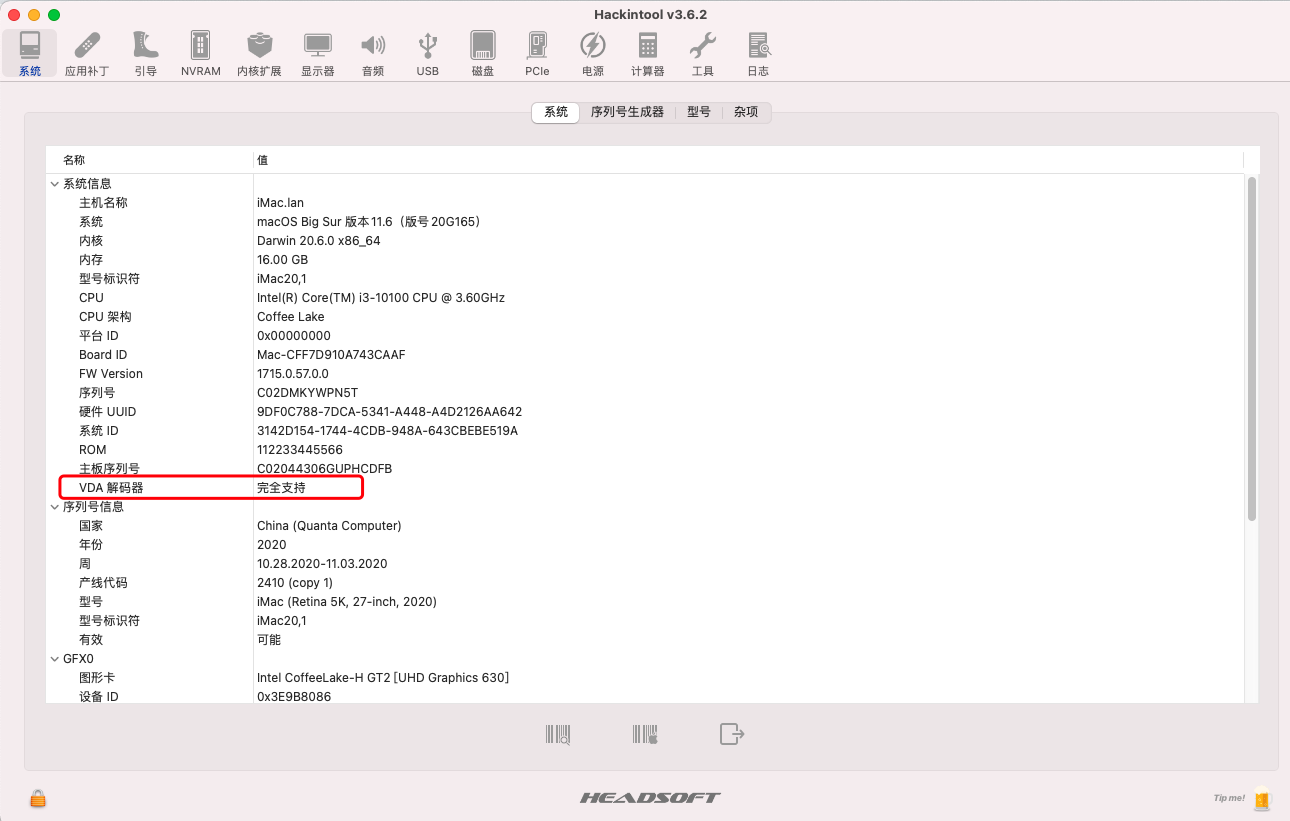 Hackintool v3.6.2
系统 应用补丁 引导 NVRAM 内核扩展 显示器 音频 USB 磁盘 PCIe 电源 计算器 工具 日志
系统 序列号生成器 型号 杂项
名称 值
系统信息
主机名称 iMac.lan
系统 macOS Big Sur 版本11.6（版号20G165）
内核 Darwin 20.6.0 x86_64
内存 16.00 GB
型号标识符 iMac20,1
CPU Intel(R) Core(TM) i3-10100 CPU @ 3.60GHz
CPU 架构 Coffee Lake
平台 ID 0x00000000
Board ID Mac-CFF7D910A743CAAF
FW Version 1715.0.57.0.0
序列号 C02DMKYWPN5T
硬件 UUID 9DF0C788-7DCA-5341-A448-A4D2126AA642
系统 ID 3142D154-1744-4CDB-948A-643CBEBE519A
ROM 112233445566
主板序列号 C02044306GUPHCDFB
VDA 解码器 完全支持
序列号信息
国家 China (Quanta Computer)
年份 2020
周 10.28.2020-11.03.2020
产线代码 2410 (copy 1)
型号 iMac (Retina 5K, 27-inch, 2020)
型号标识符 iMac20,1
有效 可能
GFX0
图形卡 Intel CoffeeLake-H GT2 [UHD Graphics 630]
设备 ID 0x3E9B8086
HEADSOFT
Tip me!